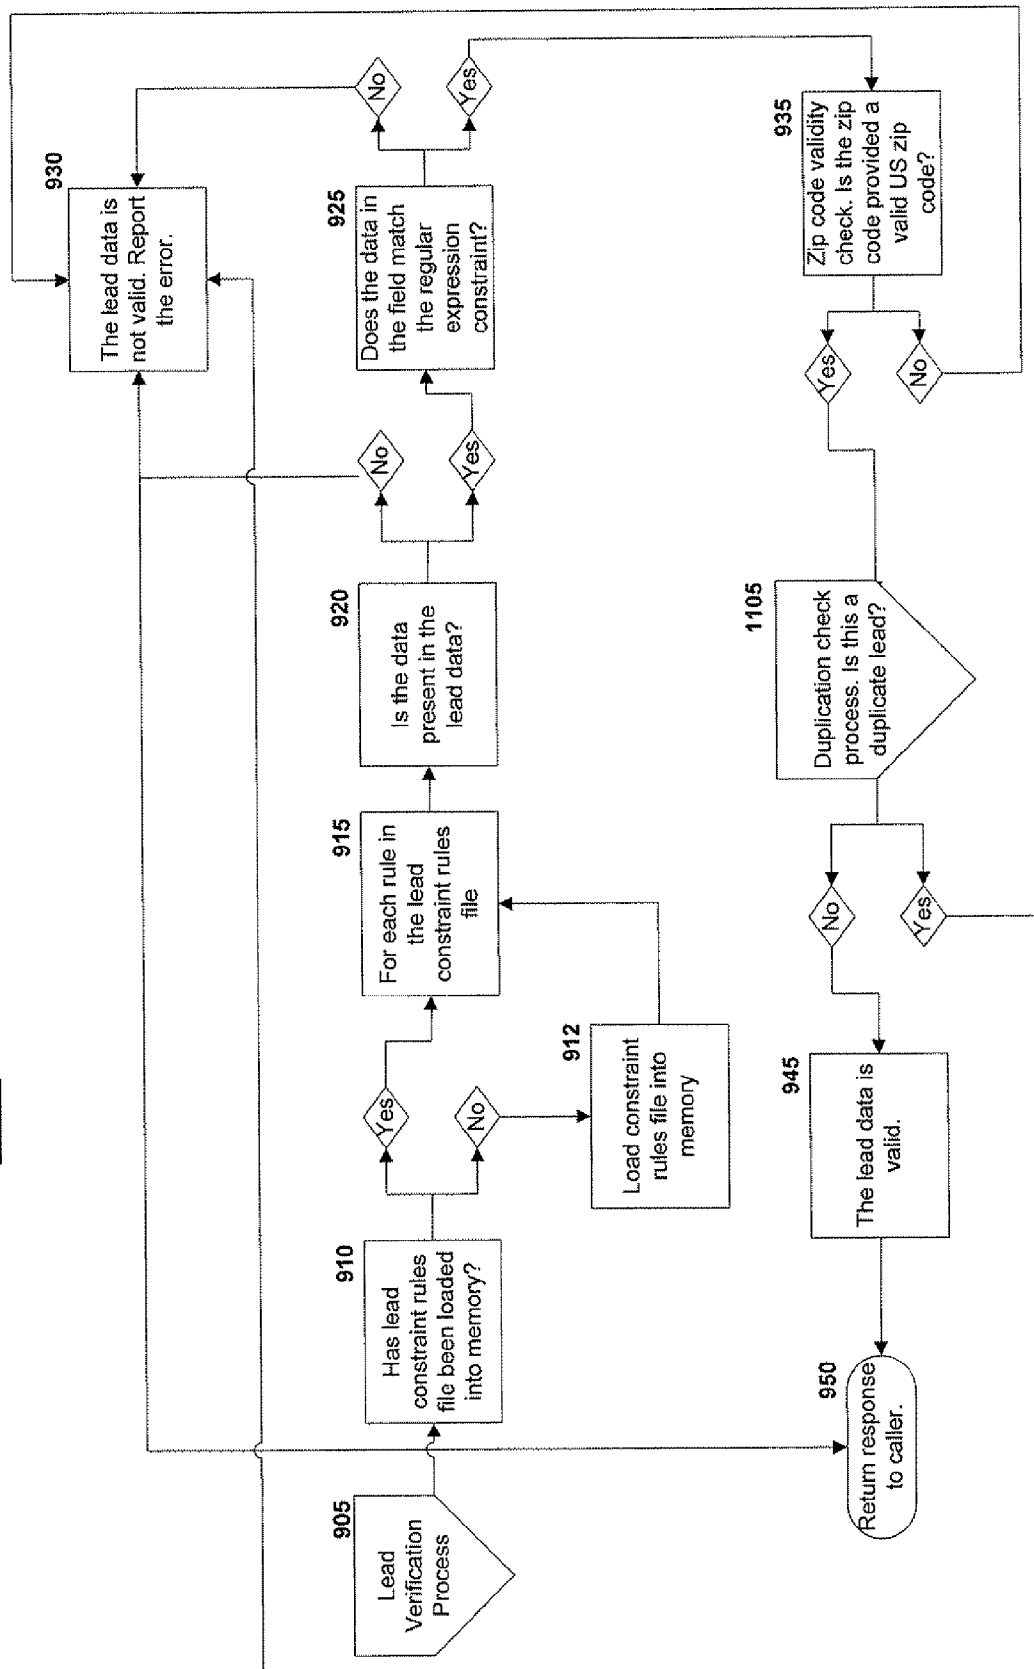 905
Lead
Verification
Process
910
Has lead
constraint rules
file been loaded
into memory?
Yes
No
912
Load constraint
rules file into
memory
915
For each rule in
the lead
constraint rules
file
920
Is the data
present in the
lead data?
No
Yes
925
Does the data in
the field match
the regular
expression
constraint?
No
Yes
930
The lead data is
not valid. Report
the error.
935
Zip code validity
check. Is the zip
code provided a
valid US zip
code?
Yes
No
1105
Duplication check
process. Is this a
duplicate lead?
No
Yes
945
The lead data is
valid.
950
Return response
to caller.